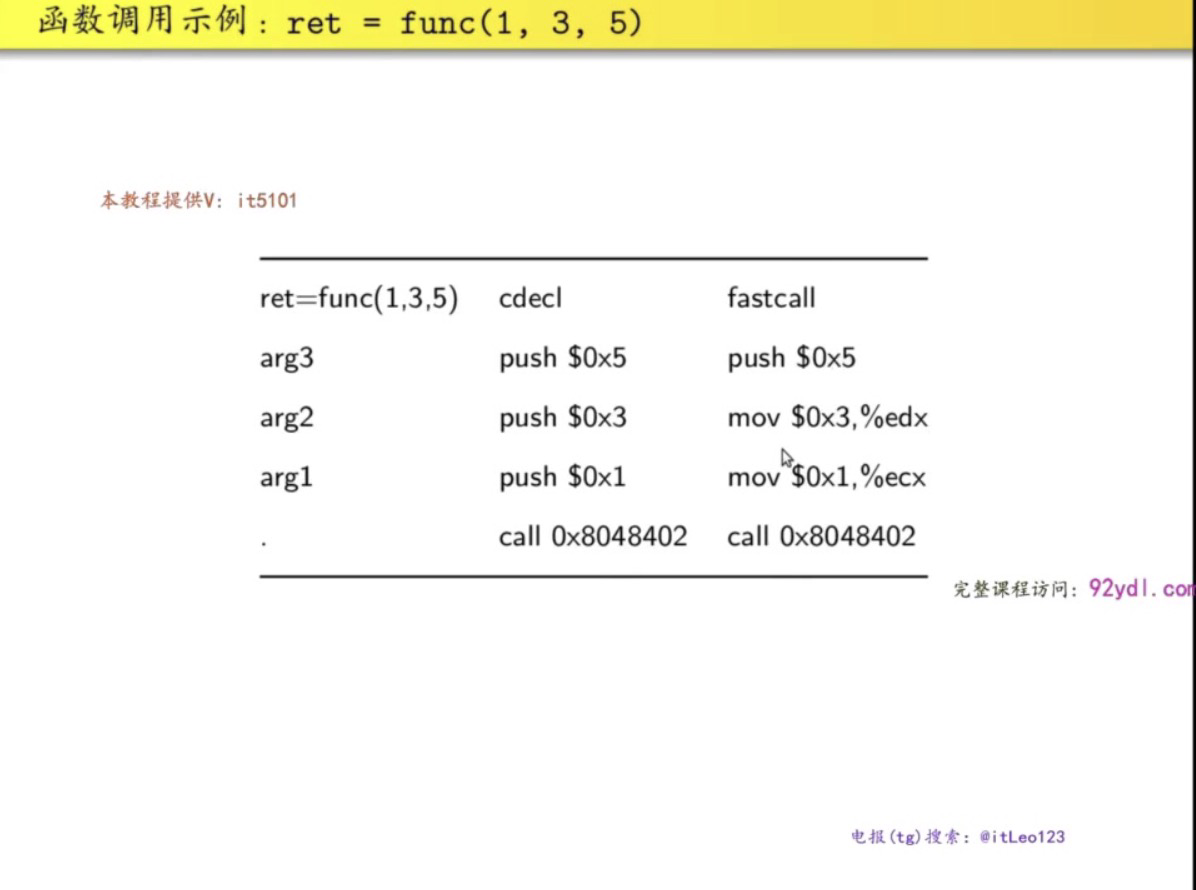 函数调用示例：ret = func(1, 3, 5)
本教程提供V: it5101
ret=func(1,3,5) cdecl fastcall
arg3 push $0x5 push $0x5
arg2 push $0x3 mov $0x3,%edx
arg1 push $0x1 mov $0x1,%ecx
. call 0x8048402 call 0x8048402
完整课程访问: 92ydl.com
电报(tg)搜索: @itLeo123